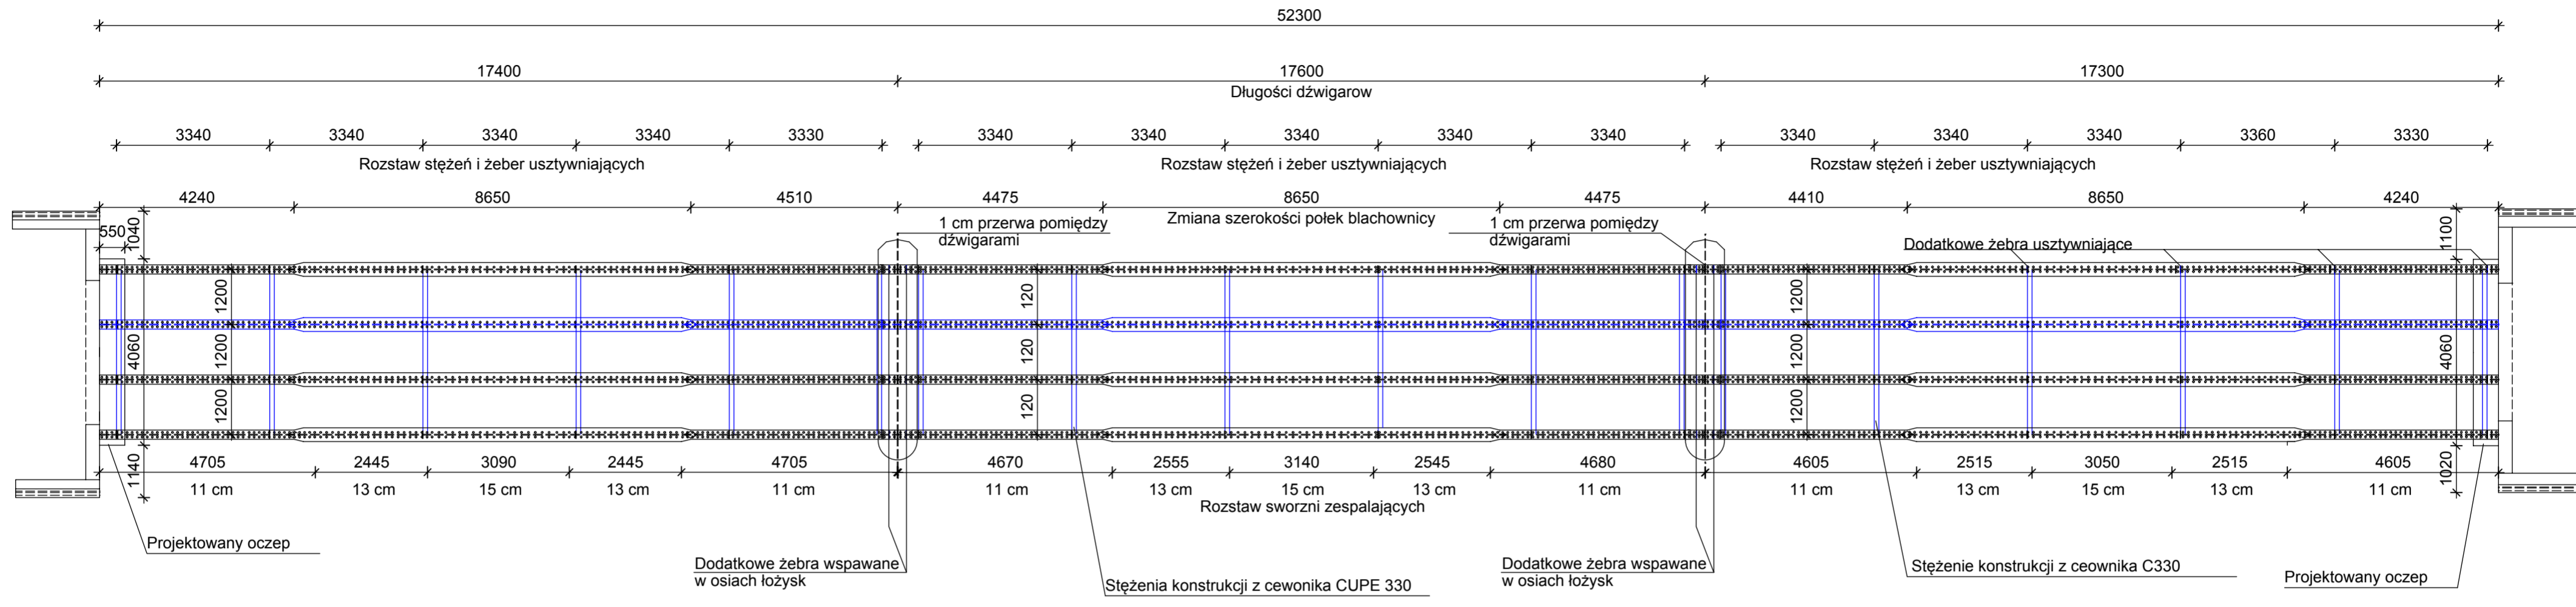 52300
17400 17600 17300
Długości dźwigarow
3340 3340 3340 3340 3330 3340 3340 3340 3340 3340 3340 3340 3340 3360 3330
Rozstaw stężeń i żeber usztywniających Rozstaw stężeń i żeber usztywniających Rozstaw stężeń i żeber usztywniających
4240 8650 4510 4475 8650 4475 4410 8650 4240
Zmiana szerokości połek blachownicy
1 cm przerwa pomiędzy
dźwigarami
1 cm przerwa pomiędzy
dźwigarami
550
1040
1100
Dodatkowe żebra usztywniające
1200 120 1200
4060
1200 120 1200
4060
1200 120 1200
1140
1020
4705 2445 3090 2445 4705 4670 2555 3140 2545 4680 4605 2515 3050 2515 4605
11 cm 13 cm 15 cm 13 cm 11 cm 11 cm 13 cm 15 cm 13 cm 11 cm 11 cm 13 cm 15 cm 13 cm 11 cm
Rozstaw sworzni zespalających
Projektowany oczep
Dodatkowe żebra wspawane
w osiach łożysk
Stężenia konstrukcji z cewonika CUPE 330
Dodatkowe żebra wspawane
w osiach łożysk
Stężenie konstrukcji z ceownika C330
Projektowany oczep